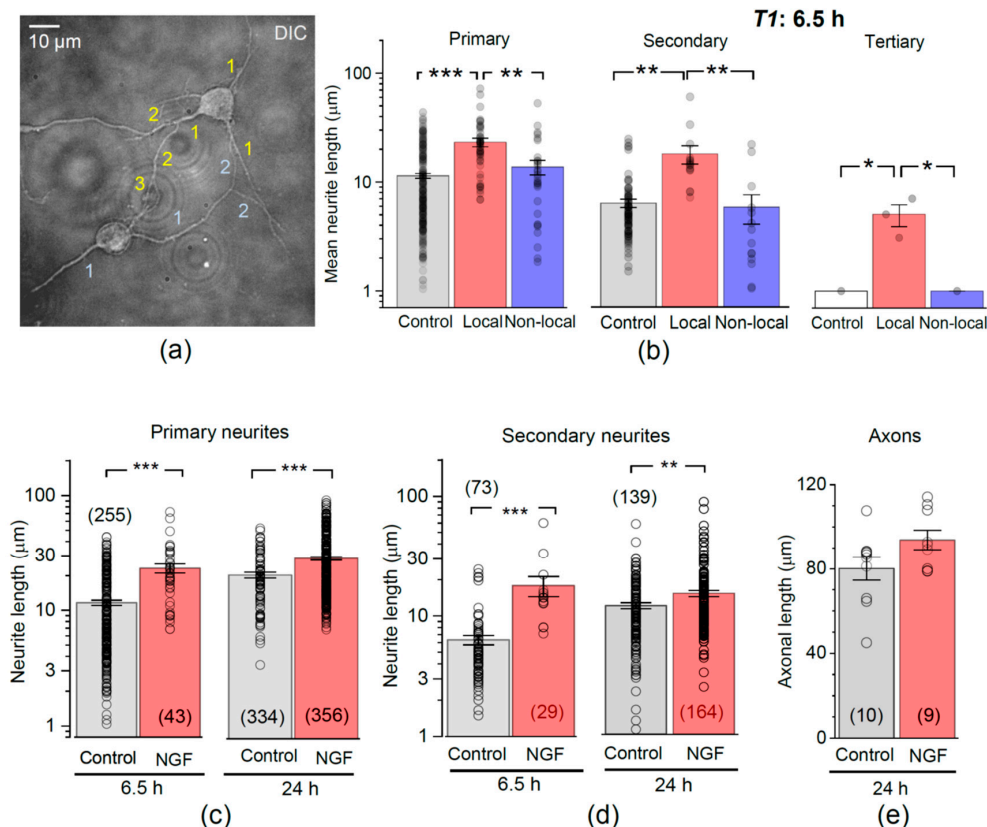 T1: 6.5 h
10 µm
DIC
1
2
1
1
2
2
3
2
1
1
(a)
Primary
Secondary
Tertiary
Mean neurite length (µm)
100
10
1
***
**
**
**
*
*
Control Local Non-local
Control Local Non-local
Control Local Non-local
(b)
Primary neurites
Neurite length (µm)
100
30
10
3
1
***
***
(255)
(43)
(334)
(356)
Control NGF Control NGF
6.5 h 24 h
(c)
Secondary neurites
Neurite length (µm)
100
30
10
3
1
(73)
***
(139)
**
(29)
(164)
Control NGF Control NGF
6.5 h 24 h
(d)
Axons
Axonal length (µm)
120
80
40
0
(10)
(9)
Control NGF
24 h
(e)